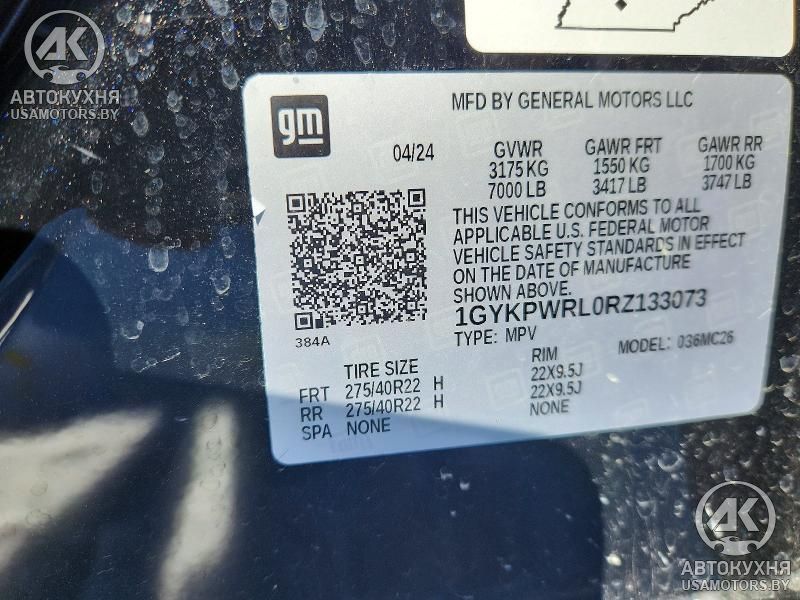 AK
АВТОКУХНЯ
USAMOTORS.BY
gm
MFD BY GENERAL MOTORS LLC
04/24
GVWR GAWR FRT GAWR RR
3175 KG 1550 KG 1700 KG
7000 LB 3417 LB 3747 LB
THIS VEHICLE CONFORMS TO ALL
APPLICABLE U.S. FEDERAL MOTOR
VEHICLE SAFETY STANDARDS IN EFFECT
ON THE DATE OF MANUFACTURE
SHOWN ABOVE.
384A
1GYKPWRL0RZ133073
TYPE: MPV MODEL: 036MC26
TIRE SIZE RIM
FRT 275/40R22 H 22X9.5J
RR 275/40R22 H 22X9.5J
SPA NONE NONE
AK
АВТОКУХНЯ
USAMOTORS.BY